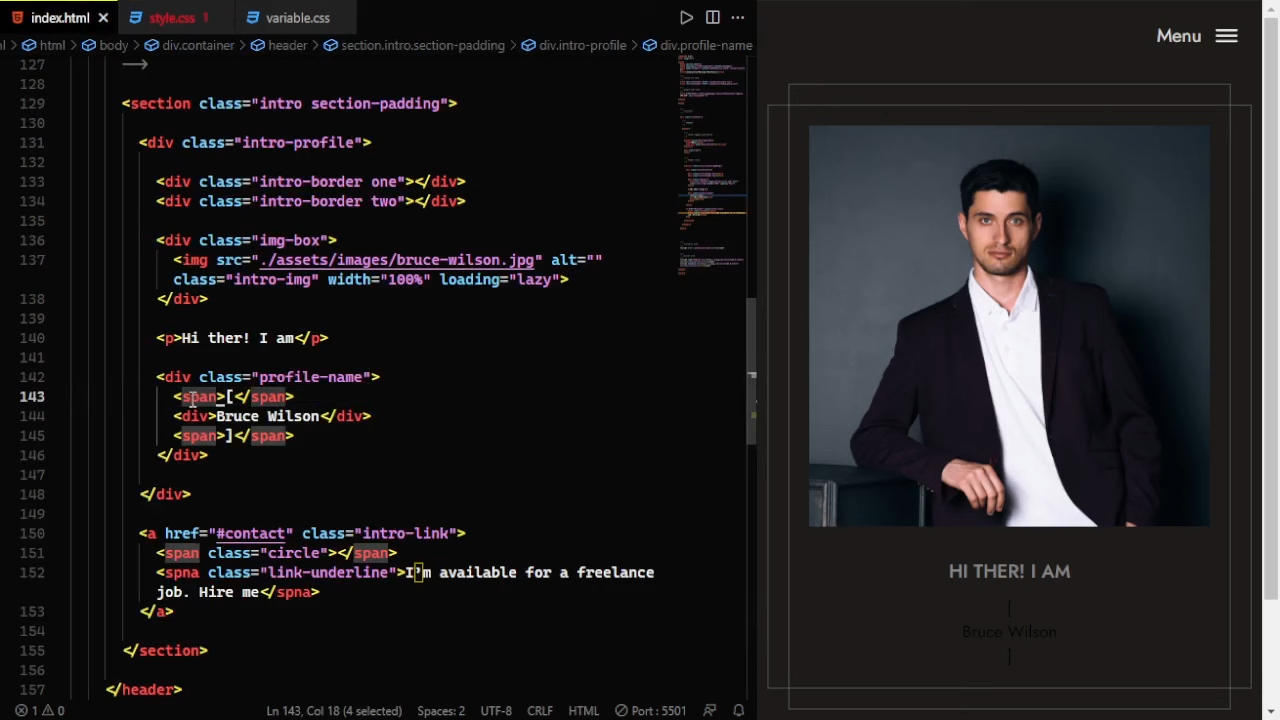 index.html
style.css 1
variable.css
html body div.container header section.intro.section-padding div.intro-profile div.profile-name
127 -->
128
129 <section class="intro section-padding">
130
131 <div class="intro-profile">
132
133 <div class="intro-border one"></div>
134 <div class="intro-border two"></div>
135
136 <div class="img-box">
137 <img src="./assets/images/bruce-wilson.jpg" alt=""
class="intro-img" width="100%" loading="lazy">
138 </div>
139
140 <p>Hi ther! I am</p>
141
142 <div class="profile-name">
143 <span>[</span>
144 <div>Bruce Wilson</div>
145 <span>]</span>
146 </div>
147
148 </div>
149
150 <a href="#contact" class="intro-link">
151 <span class="circle"></span>
152 <spna class="link-underline">I’m available for a freelance
job. Hire me</spna>
153 </a>
154
155 </section>
156
157 </header>
1 0
Ln 143, Col 18 (4 selected)
Spaces: 2
UTF-8
CRLF
HTML
Port : 5501
Menu
HI THER! I AM
[
Bruce Wilson
]